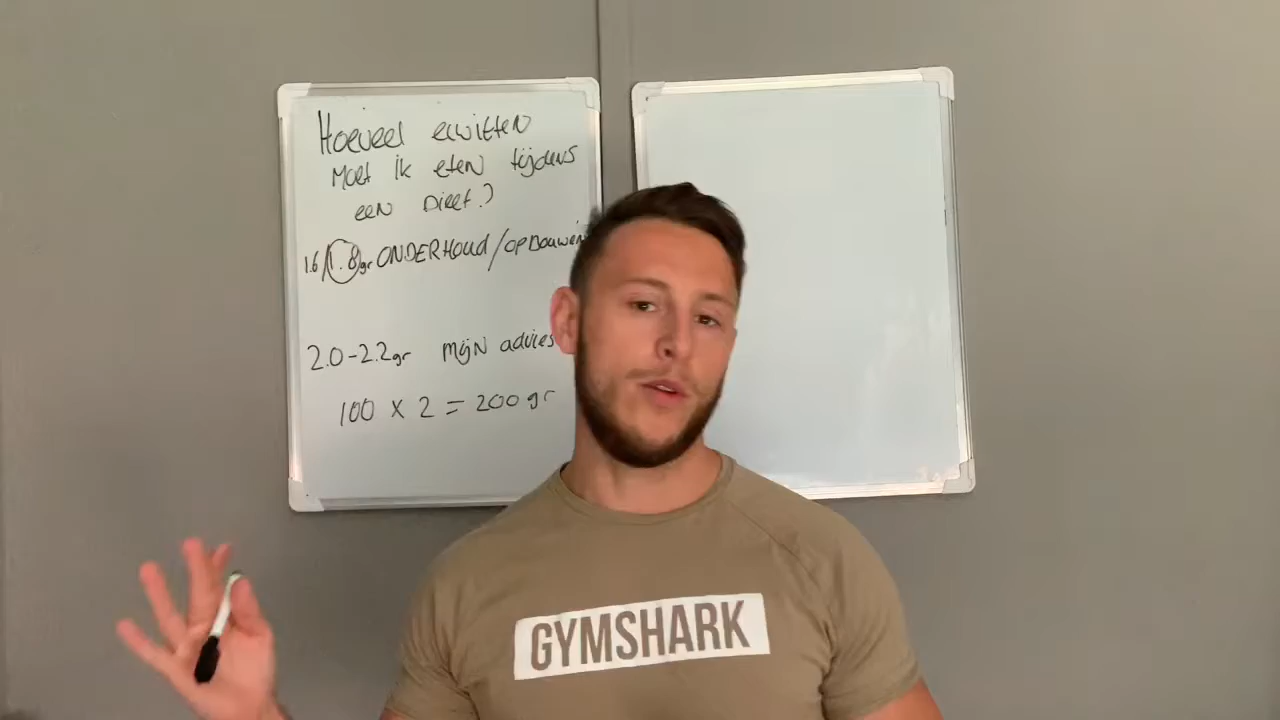 Hoeveel eiwitten
Moet ik eten tijdens
een Dieet?
1.6/1.8gr ONDERHOUD/OPBOUWEN
2.0-2.2gr MijN advies
100 x 2 = 200 gr
GYMSHARK